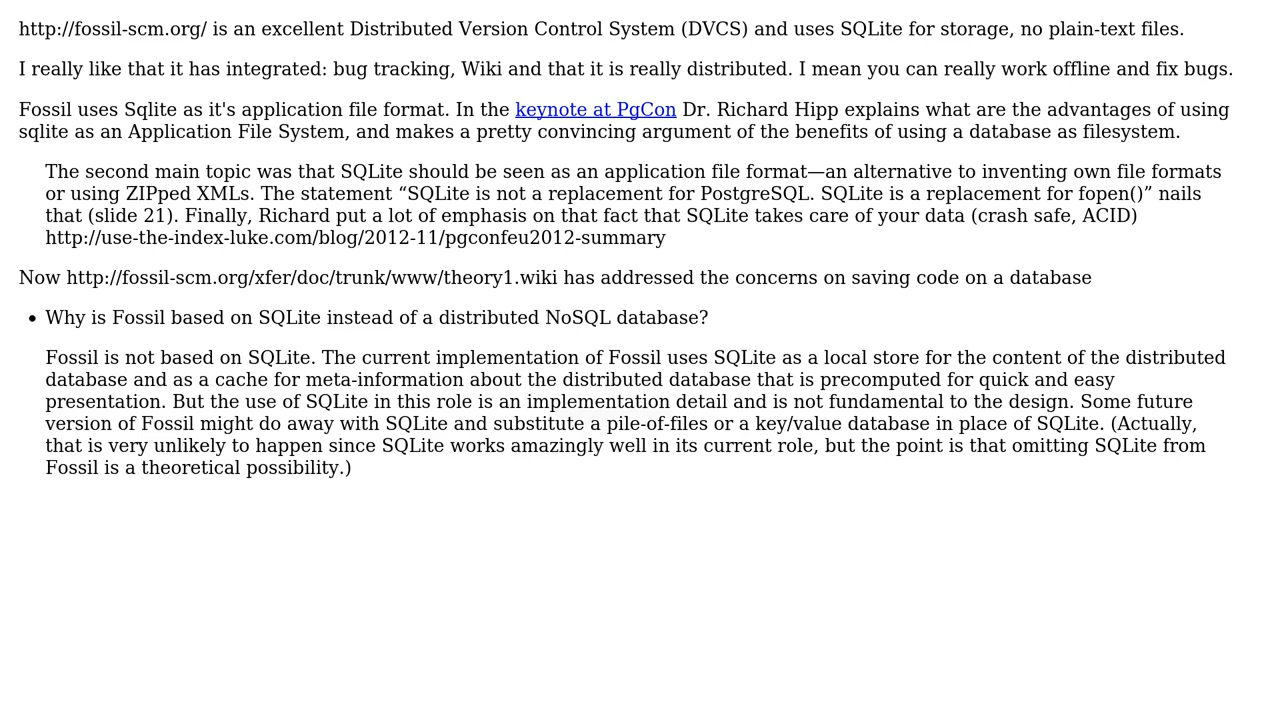 http://fossil-scm.org/ is an excellent Distributed Version Control System (DVCS) and uses SQLite for storage, no plain-text files.
I really like that it has integrated: bug tracking, Wiki and that it is really distributed. I mean you can really work offline and fix bugs.
Fossil uses Sqlite as it's application file format. In the keynote at PgCon Dr. Richard Hipp explains what are the advantages of using
sqlite as an Application File System, and makes a pretty convincing argument of the benefits of using a database as filesystem.
The second main topic was that SQLite should be seen as an application file format—an alternative to inventing own file formats
or using ZIPped XMLs. The statement “SQLite is not a replacement for PostgreSQL. SQLite is a replacement for fopen()” nails
that (slide 21). Finally, Richard put a lot of emphasis on that fact that SQLite takes care of your data (crash safe, ACID)
http://use-the-index-luke.com/blog/2012-11/pgconfeu2012-summary
Now http://fossil-scm.org/xfer/doc/trunk/www/theory1.wiki has addressed the concerns on saving code on a database
• Why is Fossil based on SQLite instead of a distributed NoSQL database?
Fossil is not based on SQLite. The current implementation of Fossil uses SQLite as a local store for the content of the distributed
database and as a cache for meta-information about the distributed database that is precomputed for quick and easy
presentation. But the use of SQLite in this role is an implementation detail and is not fundamental to the design. Some future
version of Fossil might do away with SQLite and substitute a pile-of-files or a key/value database in place of SQLite. (Actually,
that is very unlikely to happen since SQLite works amazingly well in its current role, but the point is that omitting SQLite from
Fossil is a theoretical possibility.)